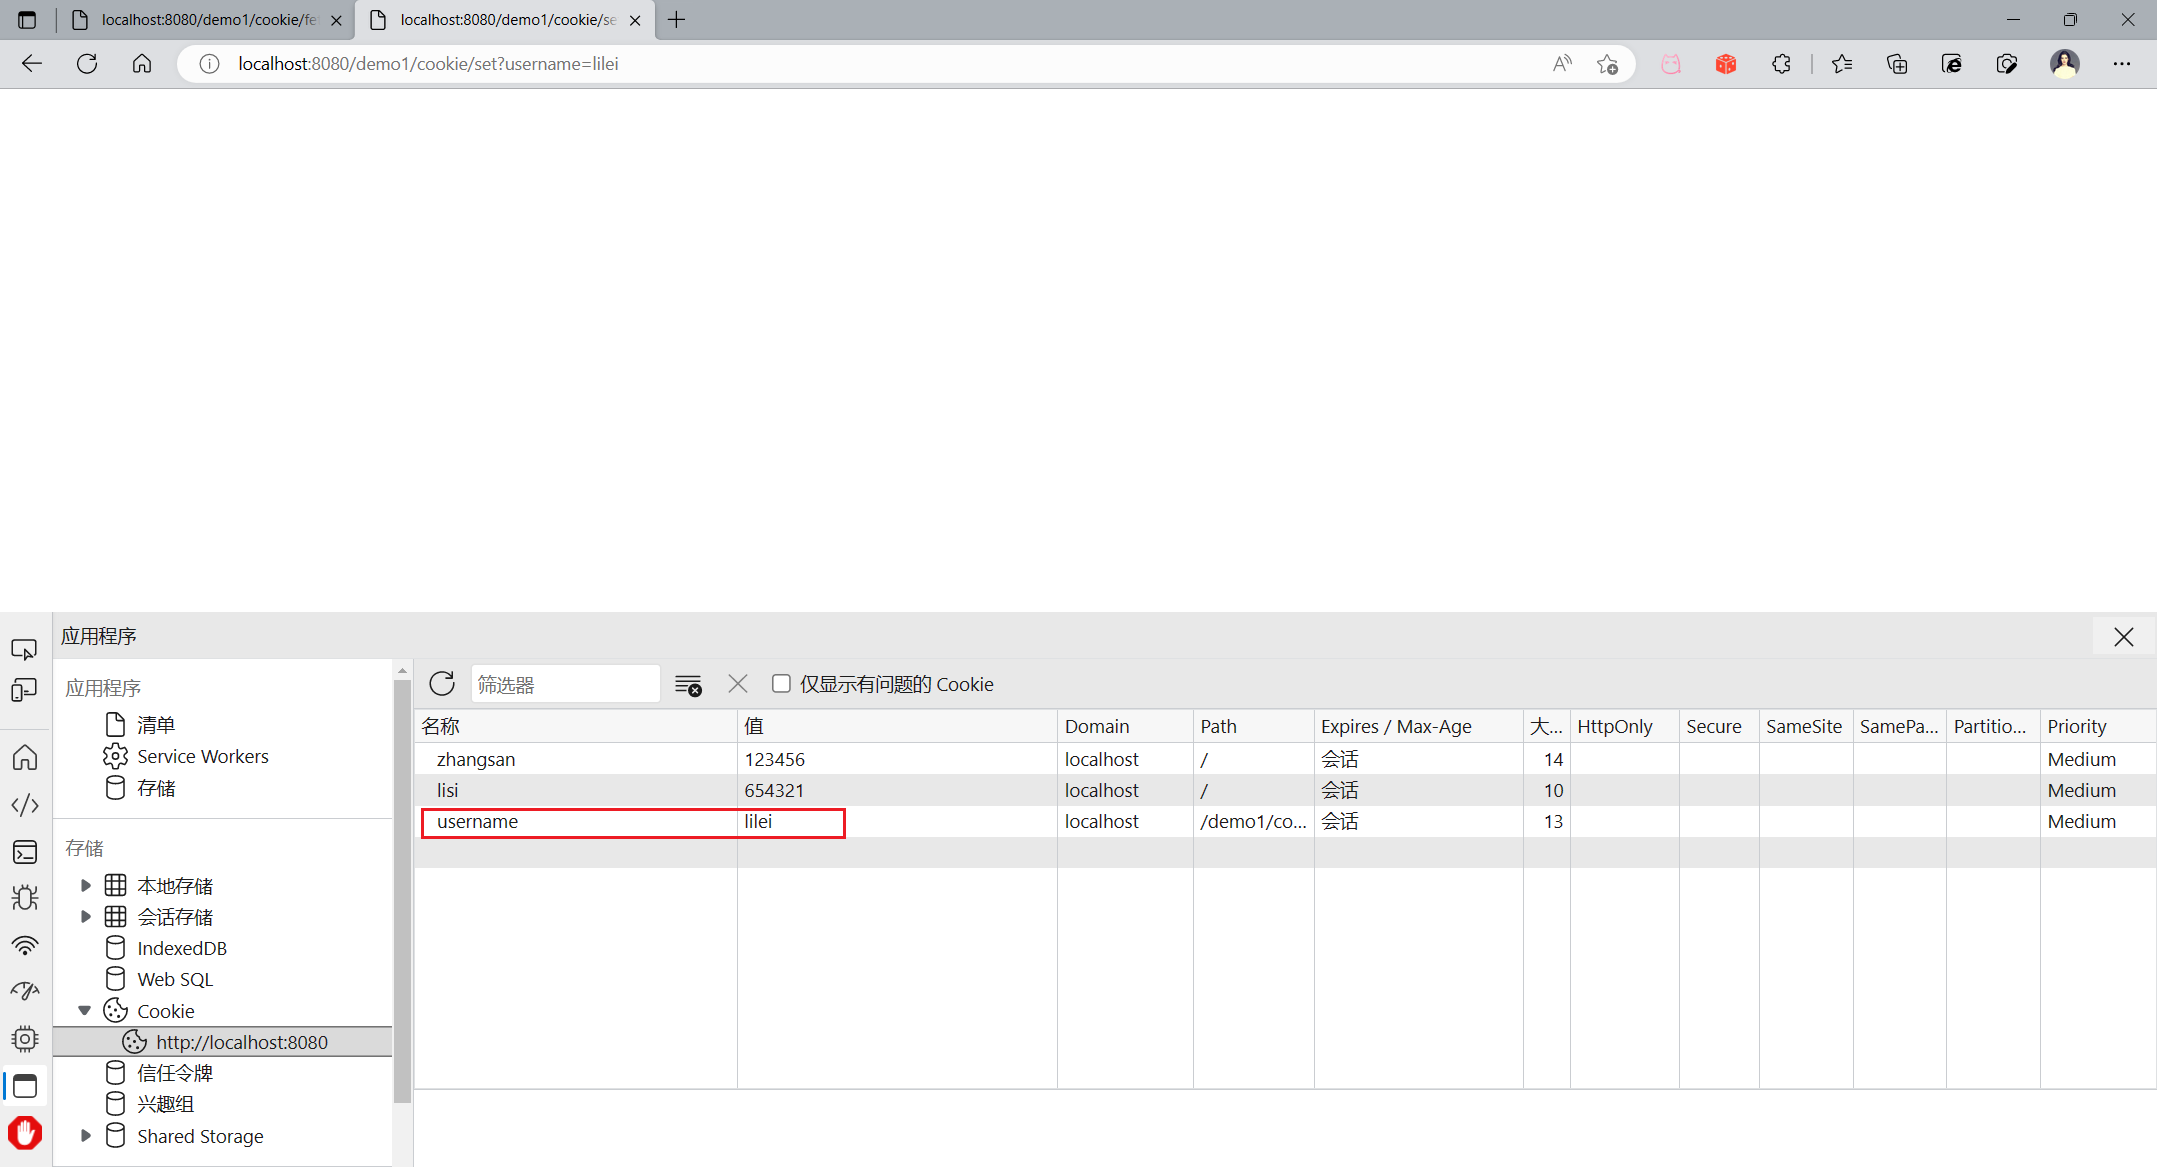 localhost:8080/demo1/cookie/fe
localhost:8080/demo1/cookie/se
localhost:8080/demo1/cookie/set?username=lilei
应用程序
应用程序
清单
Service Workers
存储
存储
本地存储
会话存储
IndexedDB
Web SQL
Cookie
http://localhost:8080
信任令牌
兴趣组
Shared Storage
筛选器 仅显示有问题的 Cookie
名称 值 Domain Path Expires / Max-Age 大... HttpOnly Secure SameSite SamePa... Partitio... Priority
zhangsan 123456 localhost / 会话 14 Medium
lisi 654321 localhost / 会话 10 Medium
username lilei localhost /demo1/co... 会话 13 Medium